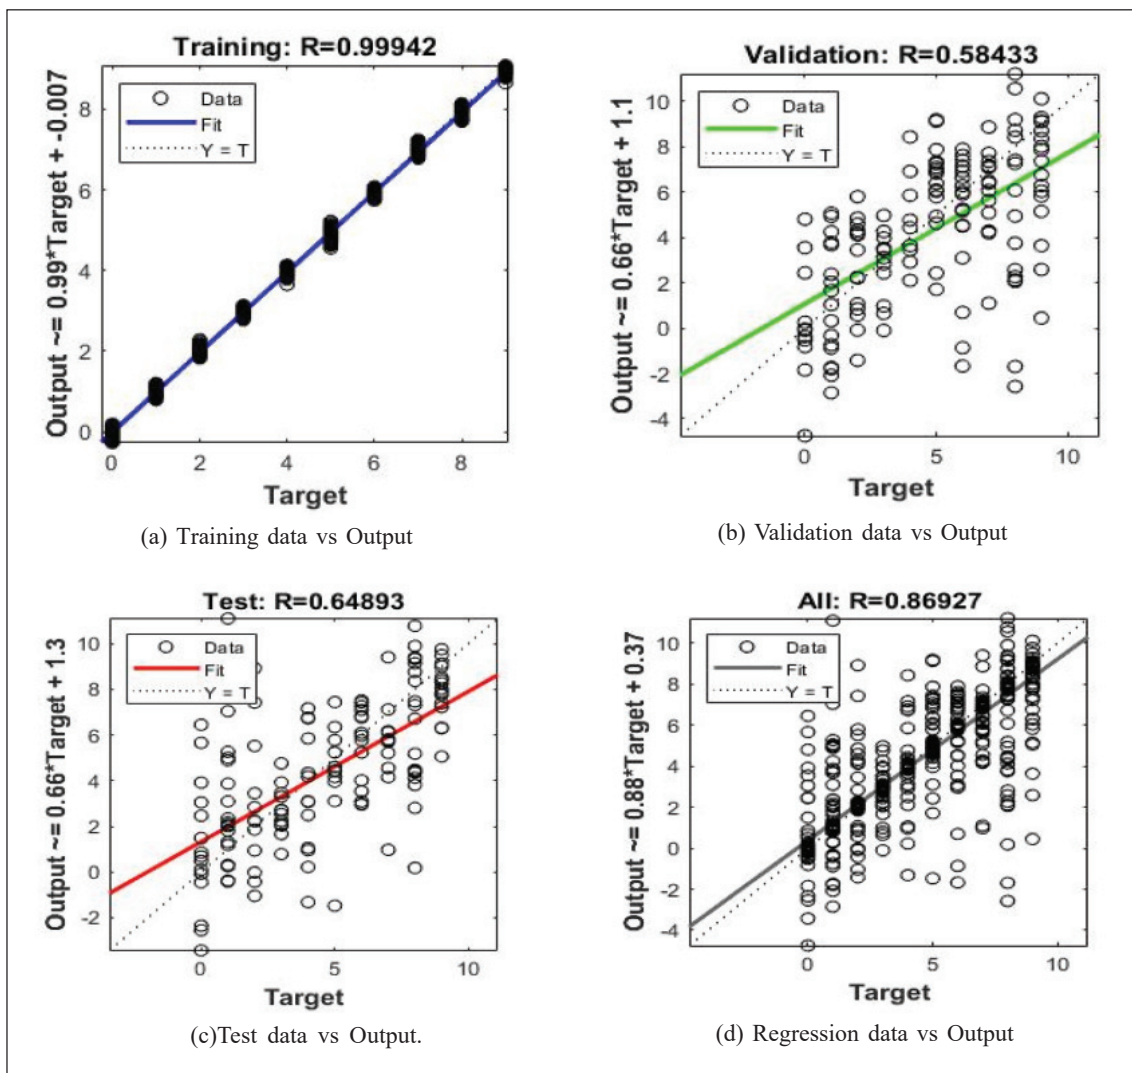 Training: R=0.99942
Output ~= 0.99*Target + -0.007
Data
Fit
Y = T
8
6
4
2
0
0 2 4 6 8
Target
(a) Training data vs Output
Validation: R=0.58433
Output ~= 0.66*Target + 1.1
Data
Fit
Y = T
10
8
6
4
2
0
-2
-4
0 5 10
Target
(b) Validation data vs Output
Test: R=0.64893
Output ~= 0.66*Target + 1.3
Data
Fit
Y = T
10
8
6
4
2
0
-2
0 5 10
Target
(c)Test data vs Output.
All: R=0.86927
Output ~= 0.88*Target + 0.37
Data
Fit
Y = T
10
8
6
4
2
0
-2
-4
0 5 10
Target
(d) Regression data vs Output